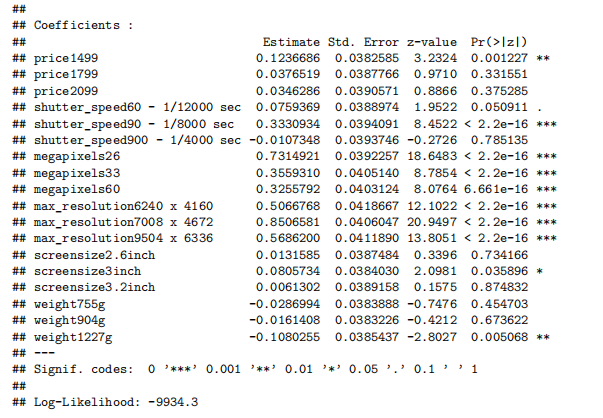 ##
## Coefficients :
## Estimate Std. Error z-value Pr(>|z|)
## price1499 0.1236686 0.0382585 3.2324 0.001227 **
## price1799 0.0376519 0.0387766 0.9710 0.331551
## price2099 0.0346286 0.0390571 0.8866 0.375285
## shutter_speed60 - 1/12000 sec 0.0759369 0.0388974 1.9522 0.050911 .
## shutter_speed90 - 1/8000 sec 0.3330934 0.0394091 8.4522 < 2.2e-16 ***
## shutter_speed900 - 1/4000 sec -0.0107348 0.0393746 -0.2726 0.785135
## megapixels26 0.7314921 0.0392257 18.6483 < 2.2e-16 ***
## megapixels33 0.3559310 0.0405140 8.7854 < 2.2e-16 ***
## megapixels60 0.3255792 0.0403124 8.0764 6.661e-16 ***
## max_resolution6240 x 4160 0.5066768 0.0418667 12.1022 < 2.2e-16 ***
## max_resolution7008 x 4672 0.8506581 0.0406047 20.9497 < 2.2e-16 ***
## max_resolution9504 x 6336 0.5686200 0.0411890 13.8051 < 2.2e-16 ***
## screensize2.6inch 0.0131585 0.0387484 0.3396 0.734166
## screensize3inch 0.0805734 0.0384030 2.0981 0.035896 *
## screensize3.2inch 0.0061302 0.0389158 0.1575 0.874832
## weight755g -0.0286994 0.0383888 -0.7476 0.454703
## weight904g -0.0161408 0.0383226 -0.4212 0.673622
## weight1227g -0.1080255 0.0385437 -2.8027 0.005068 **
## ---
## Signif. codes: 0 '***' 0.001 '**' 0.01 '*' 0.05 '.' 0.1 ' ' 1
##
## Log-Likelihood: -9934.3